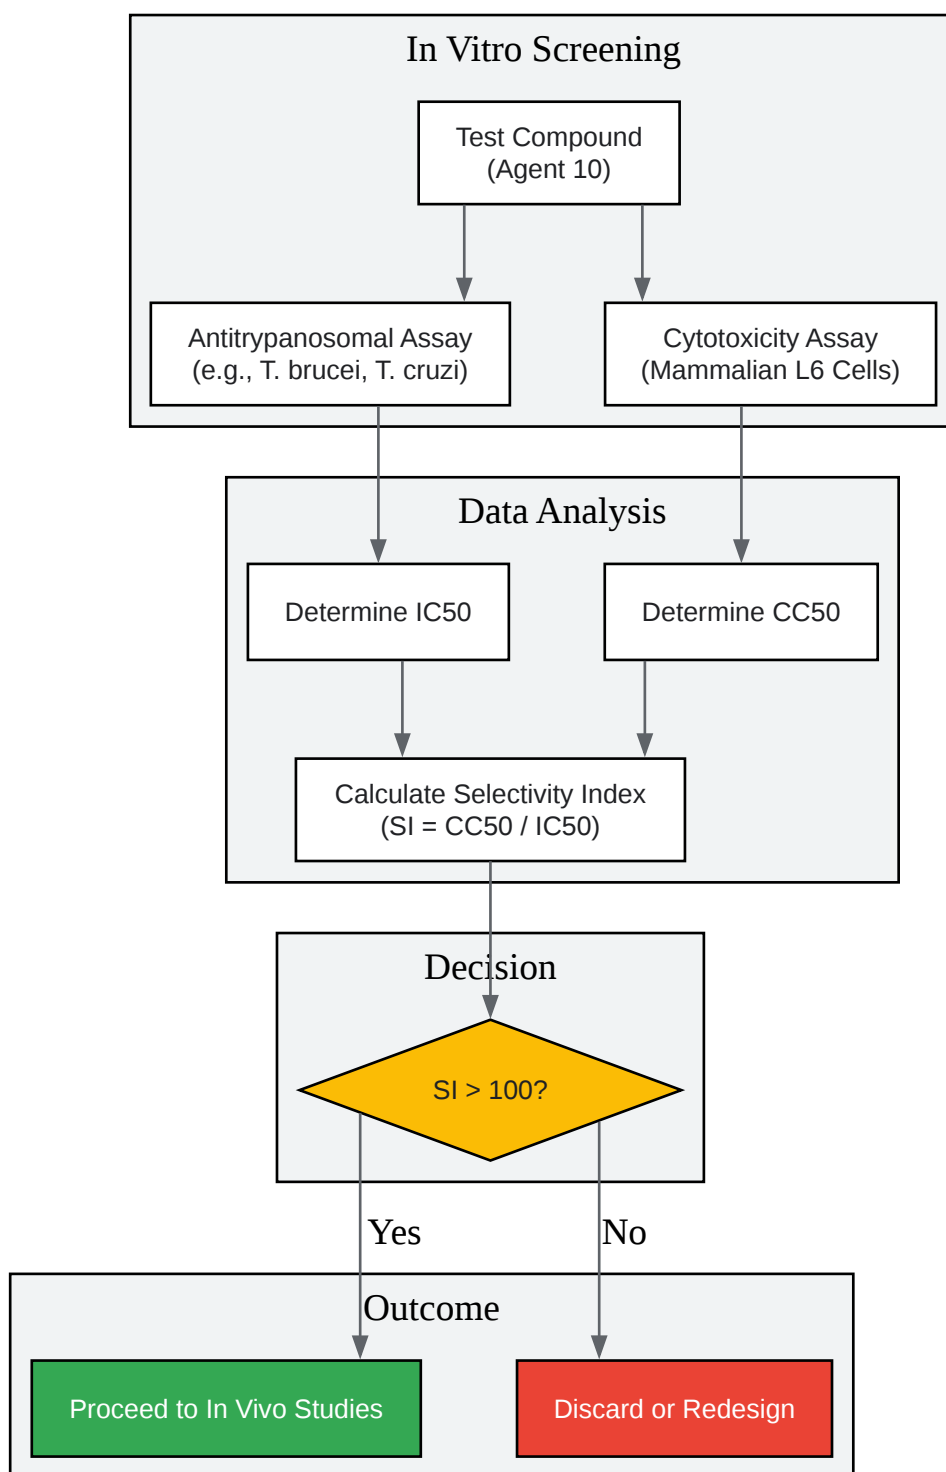 In Vitro Screening
Test Compound
(Agent 10)
Antitrypanosomal Assay
(e.g., T. brucei, T. cruzi)
Cytotoxicity Assay
(Mammalian L6 Cells)
Data Analysis
Determine IC50
Determine CC50
Calculate Selectivity Index
(SI = CC50 / IC50)
Decision
SI > 100?
Yes
No
Outcome
Proceed to In Vivo Studies
Discard or Redesign